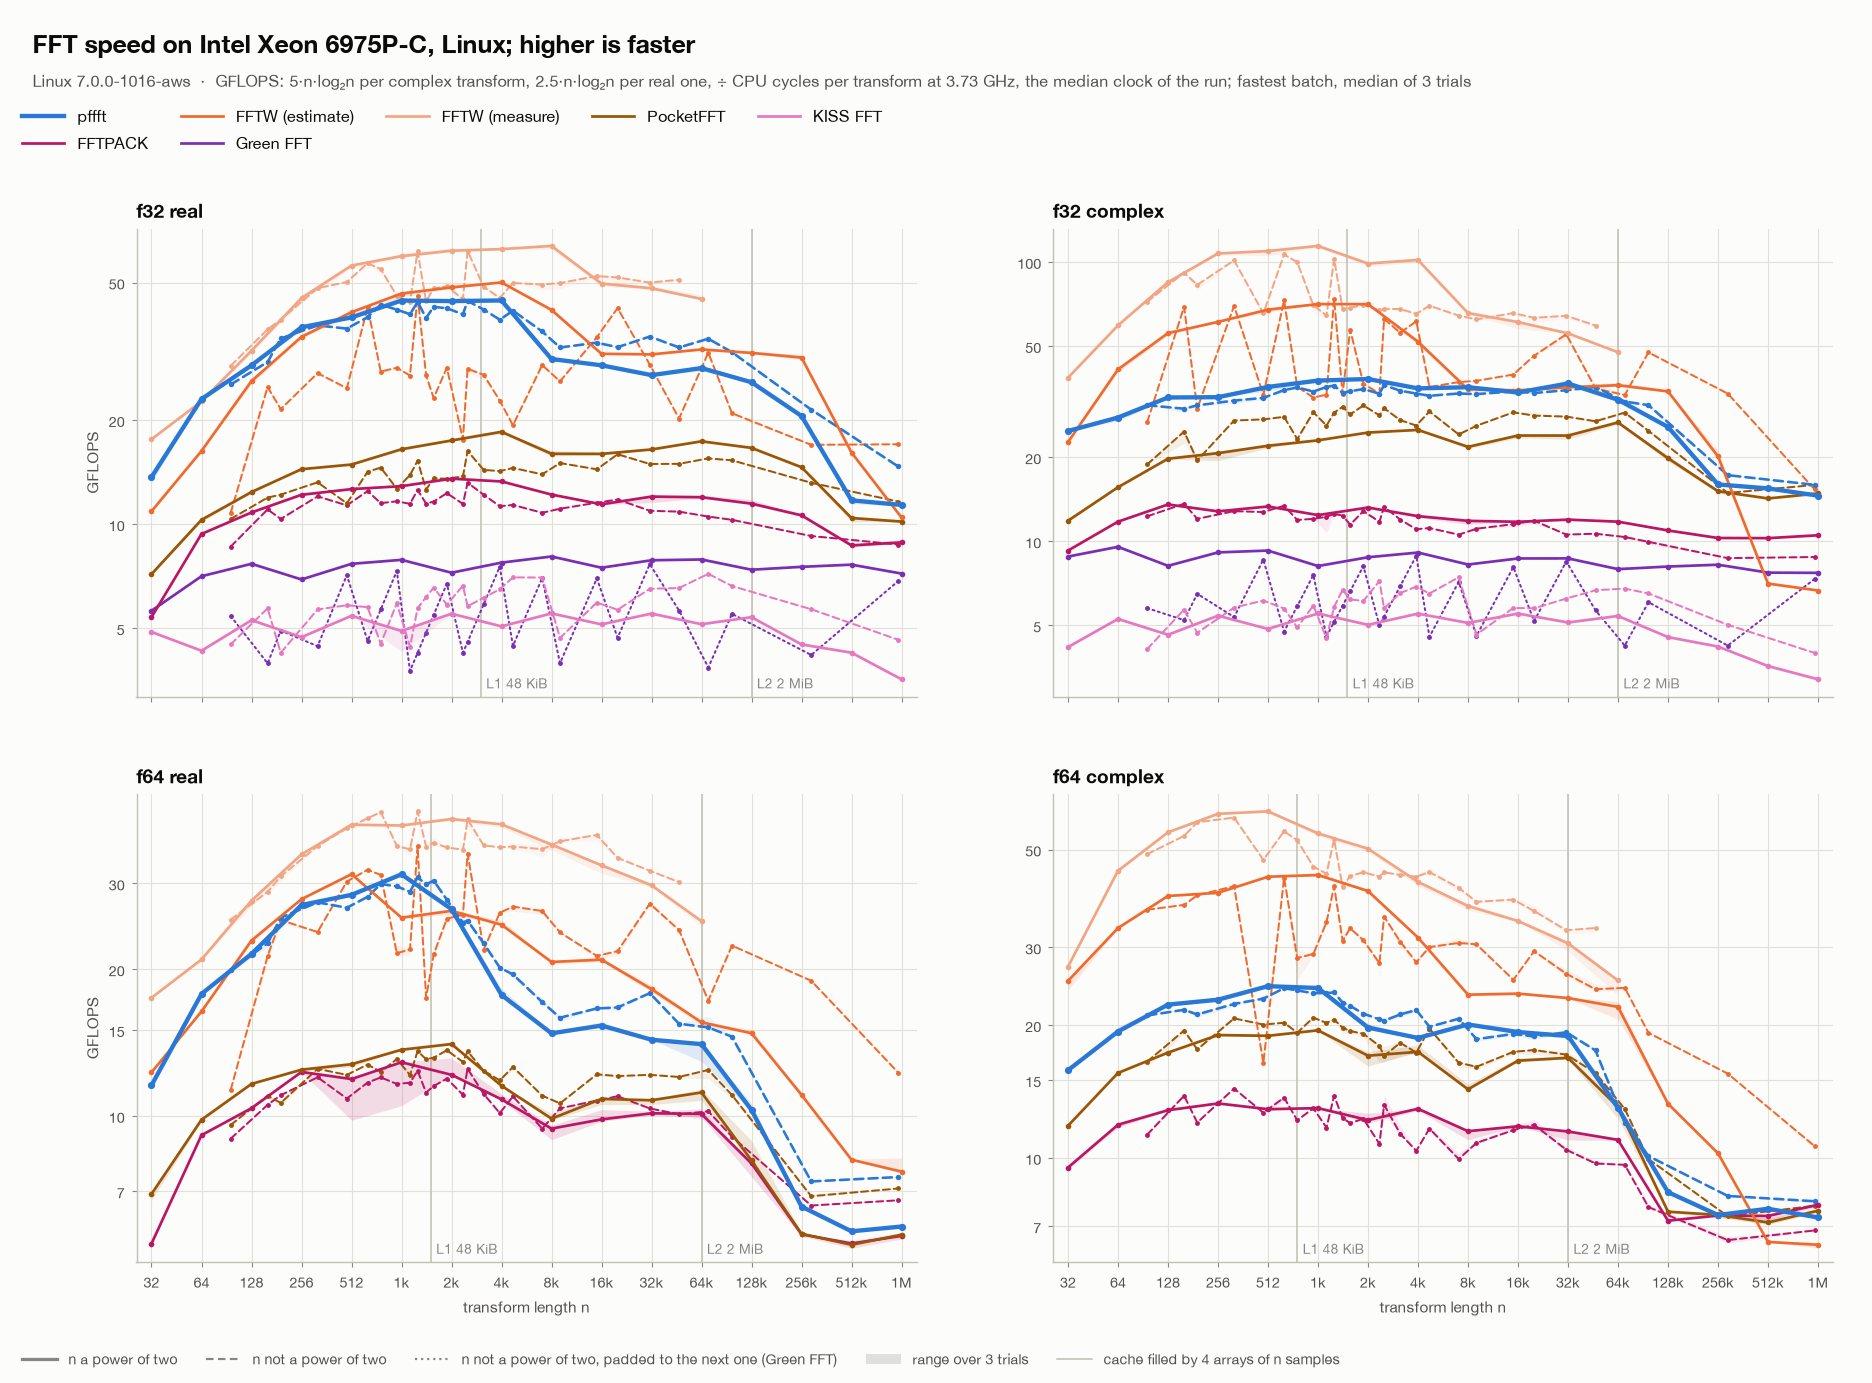 FFT speed on Intel Xeon 6975P-C, Linux; higher is faster
Linux 7.0.0-1016-aws · GFLOPS: 5·n·log₂n per complex transform, 2.5·n·log₂n per real one, ÷ CPU cycles per transform at 3.73 GHz, the median clock of the run; fastest batch, median of 3 trials
pffft FFTW (estimate) FFTW (measure) PocketFFT KISS FFT
FFTPACK Green FFT
f32 real
50
20
10
5
GFLOPS
L1 48 KiB L2 2 MiB
f32 complex
100
50
20
10
5
L1 48 KiB L2 2 MiB
f64 real
30
20
15
10
7
GFLOPS
L1 48 KiB L2 2 MiB
32 64 128 256 512 1k 2k 4k 8k 16k 32k 64k 128k 256k 512k 1M
transform length n
f64 complex
50
30
20
15
10
7
L1 48 KiB L2 2 MiB
32 64 128 256 512 1k 2k 4k 8k 16k 32k 64k 128k 256k 512k 1M
transform length n
n a power of two n not a power of two n not a power of two, padded to the next one (Green FFT) range over 3 trials cache filled by 4 arrays of n samples